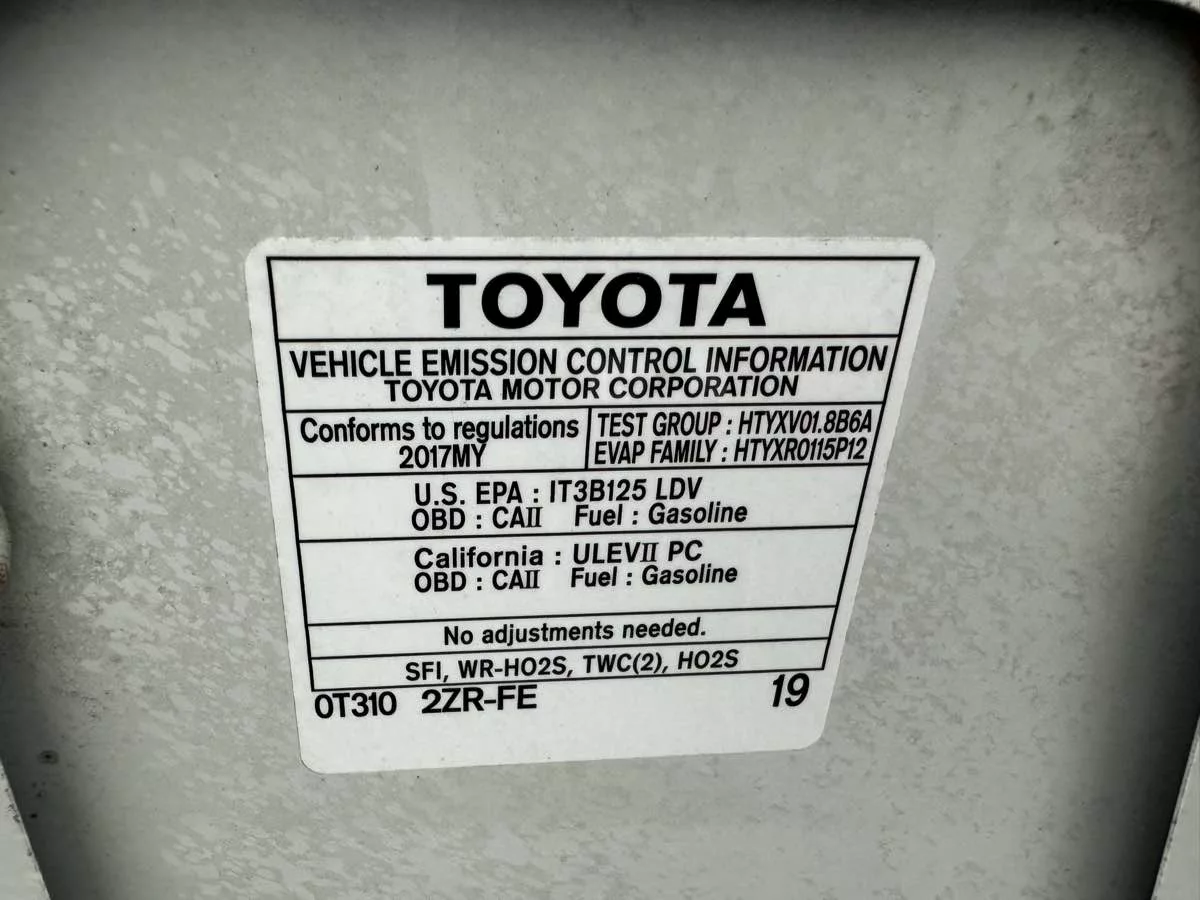 TOYOTA
VEHICLE EMISSION CONTROL INFORMATION
TOYOTA MOTOR CORPORATION
Conforms to regulations
2017MY
TEST GROUP : HTYXV01.8B6A
EVAP FAMILY : HTYXR0115P12
U.S. EPA : IT3B125 LDV
OBD : CAⅡ Fuel : Gasoline
California : ULEVⅡ PC
OBD : CAⅡ Fuel : Gasoline
No adjustments needed.
SFI, WR-HO2S, TWC(2), HO2S
0T310 2ZR-FE 19